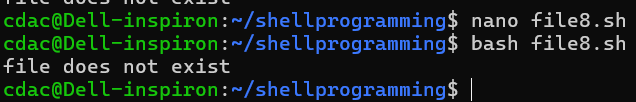 file does not exist
cdac@Dell-inspiron:~/shellprogramming$ nano file8.sh
cdac@Dell-inspiron:~/shellprogramming$ bash file8.sh
file does not exist
cdac@Dell-inspiron:~/shellprogramming$